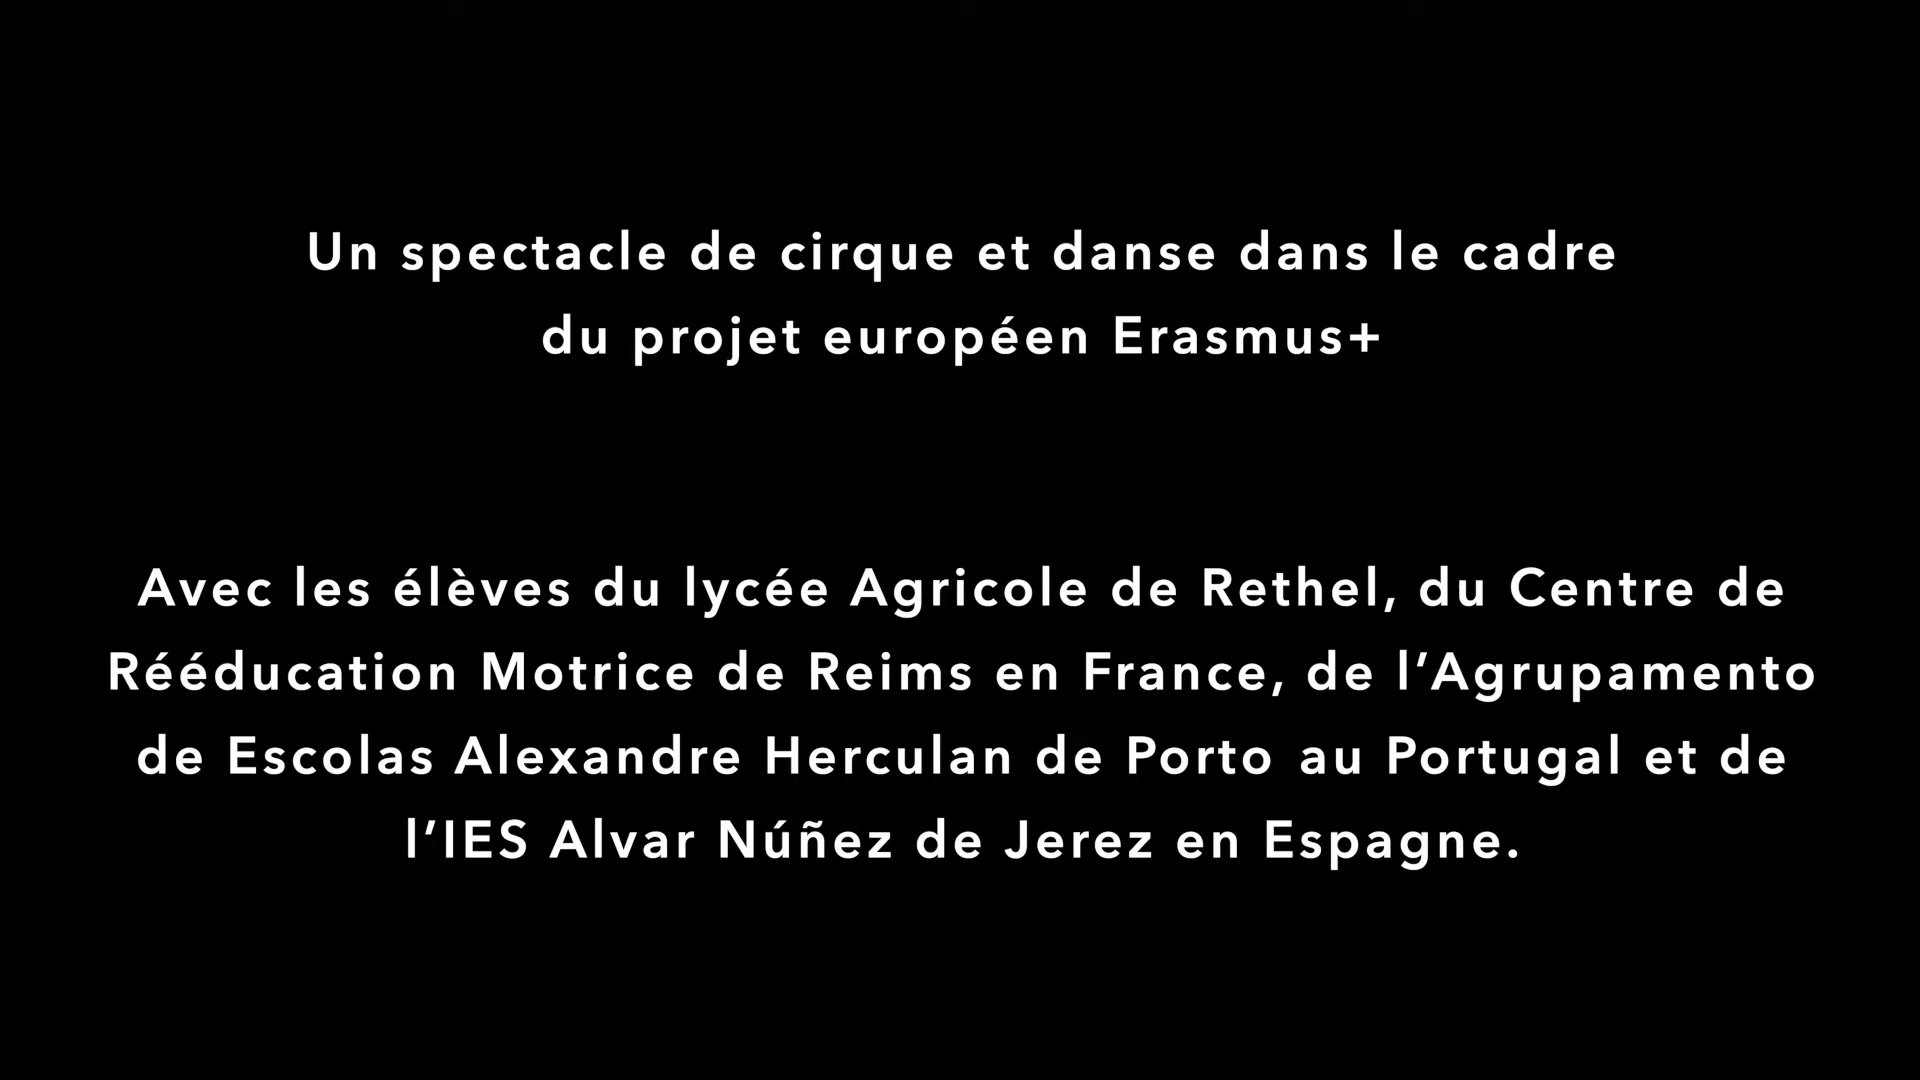 Un spectacle de cirque et danse dans le cadre
du projet européen Erasmus+
Avec les élèves du lycée Agricole de Rethel, du Centre de
Rééducation Motrice de Reims en France, de l’Agrupamento
de Escolas Alexandre Herculan de Porto au Portugal et de
l’IES Alvar Núñez de Jerez en Espagne.